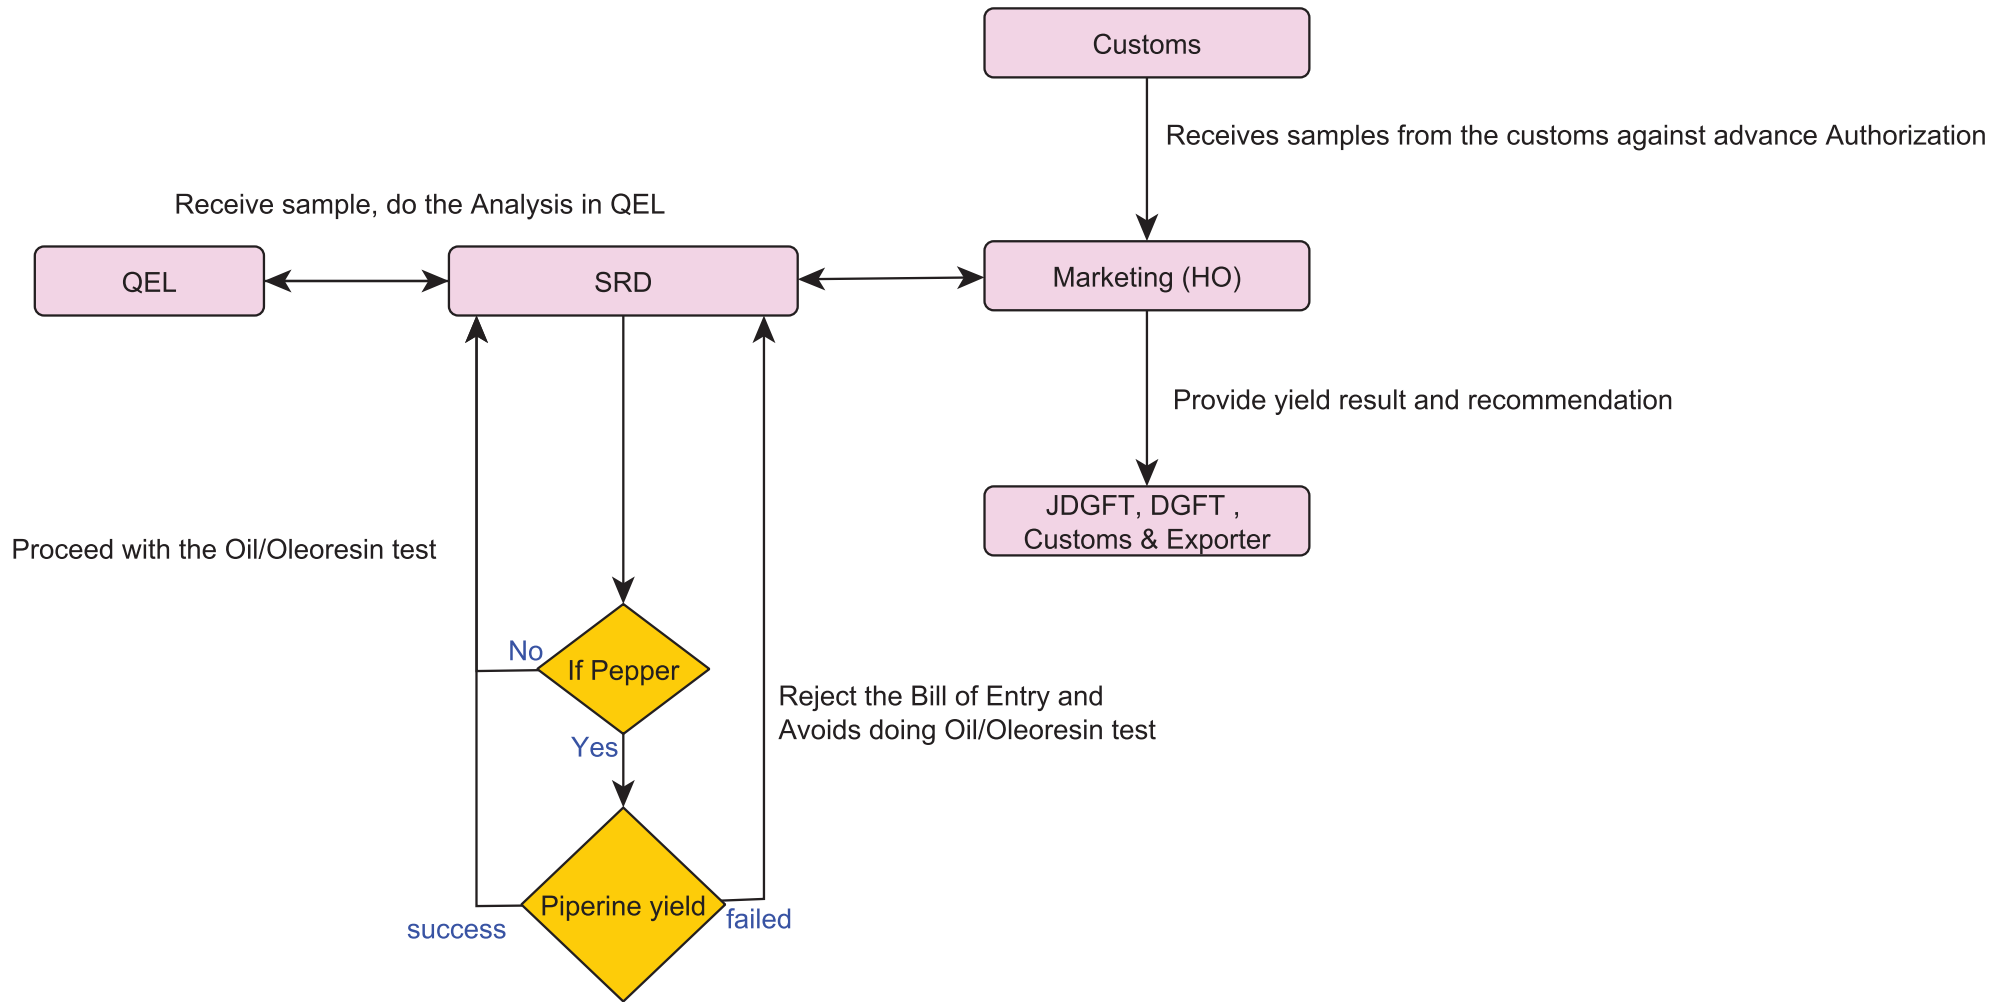 Customs
Receives samples from the customs against advance Authorization
Receive sample, do the Analysis in QEL
QEL
SRD
Marketing (HO)
Provide yield result and recommendation
JDGFT, DGFT ,
Customs & Exporter
Proceed with the Oil/Oleoresin test
No
If Pepper
Reject the Bill of Entry and
Avoids doing Oil/Oleoresin test
Yes
Piperine yield
success
failed